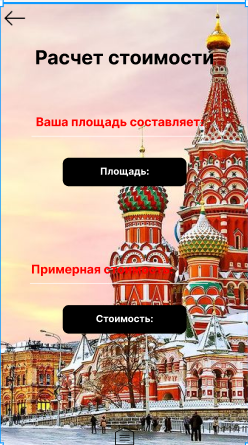 Расчет стоимости
Ваша площадь составляет:
Площадь:
Примерная
Стоимость: